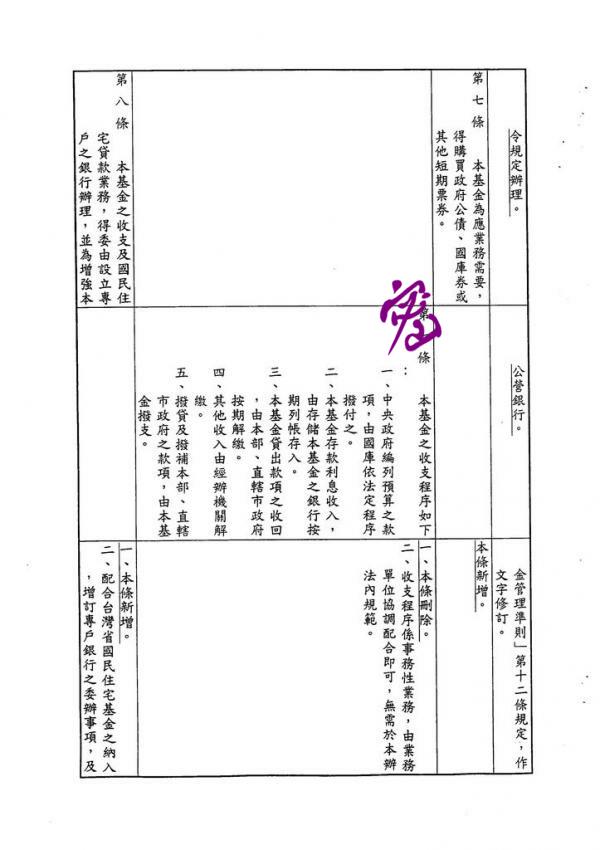 令規定辦理。
公營銀行。
金管理準則」第十二條規定,作
文字修訂。
第七條 本基金為應業務需要,
得購買政府公債、國庫券或
其他短期票券。
本條新增。
條 本基金之收支程序如下
:
一、中央政府編列預算之款
項,由國庫依法定程序
撥付之。
二、本基金存款利息收入,
由存儲本基金之銀行按
期列帳存入。
三、本基金貸出款項之收回
,由本部、直轄市政府
按期解繳。
四、其他收入由經辦機關解
繳。
五、撥貸及撥補本部、直轄
市政府之款項,由本基
金撥支。
一、本條刪除。
二、收支程序係事務性業務,由業務
單位協調配合即可,無需於本辦
法內規範。
第八條 本基金之收支及國民住
宅貸款業務,得委由設立專
戶之銀行辦理,並為增強本
一、本條新增。
二、配合台灣省國民住宅基金之納入
,增訂專戶銀行之委辦事項,及